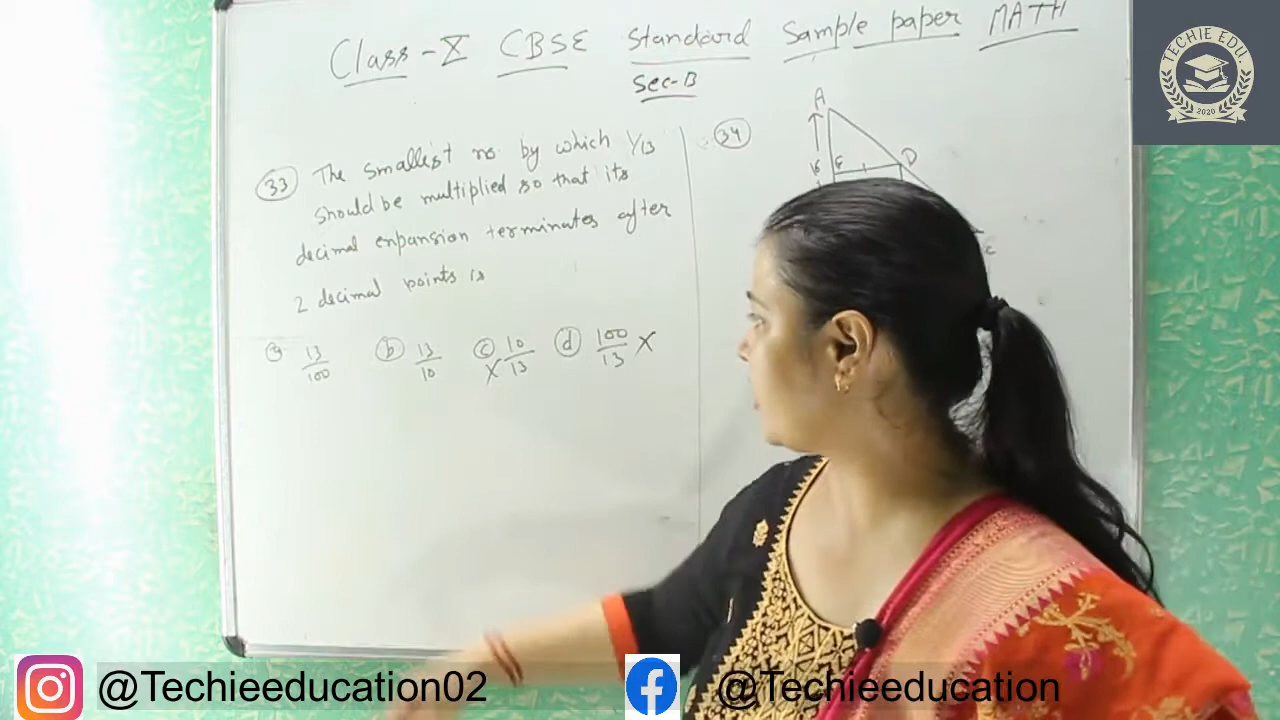 Class-X CBSE Standard Sample paper MATH
Sec-B
33 The smallest no. by which 1/13
should be multiplied so that its
decimal expansion terminates after
2 decimal points is
a 13/100 b 13/10 c 10/13 X d 100/13 X
34
A
D
C
TECHIE EDU.
2020
@Techieeducation02 @Techieeducation